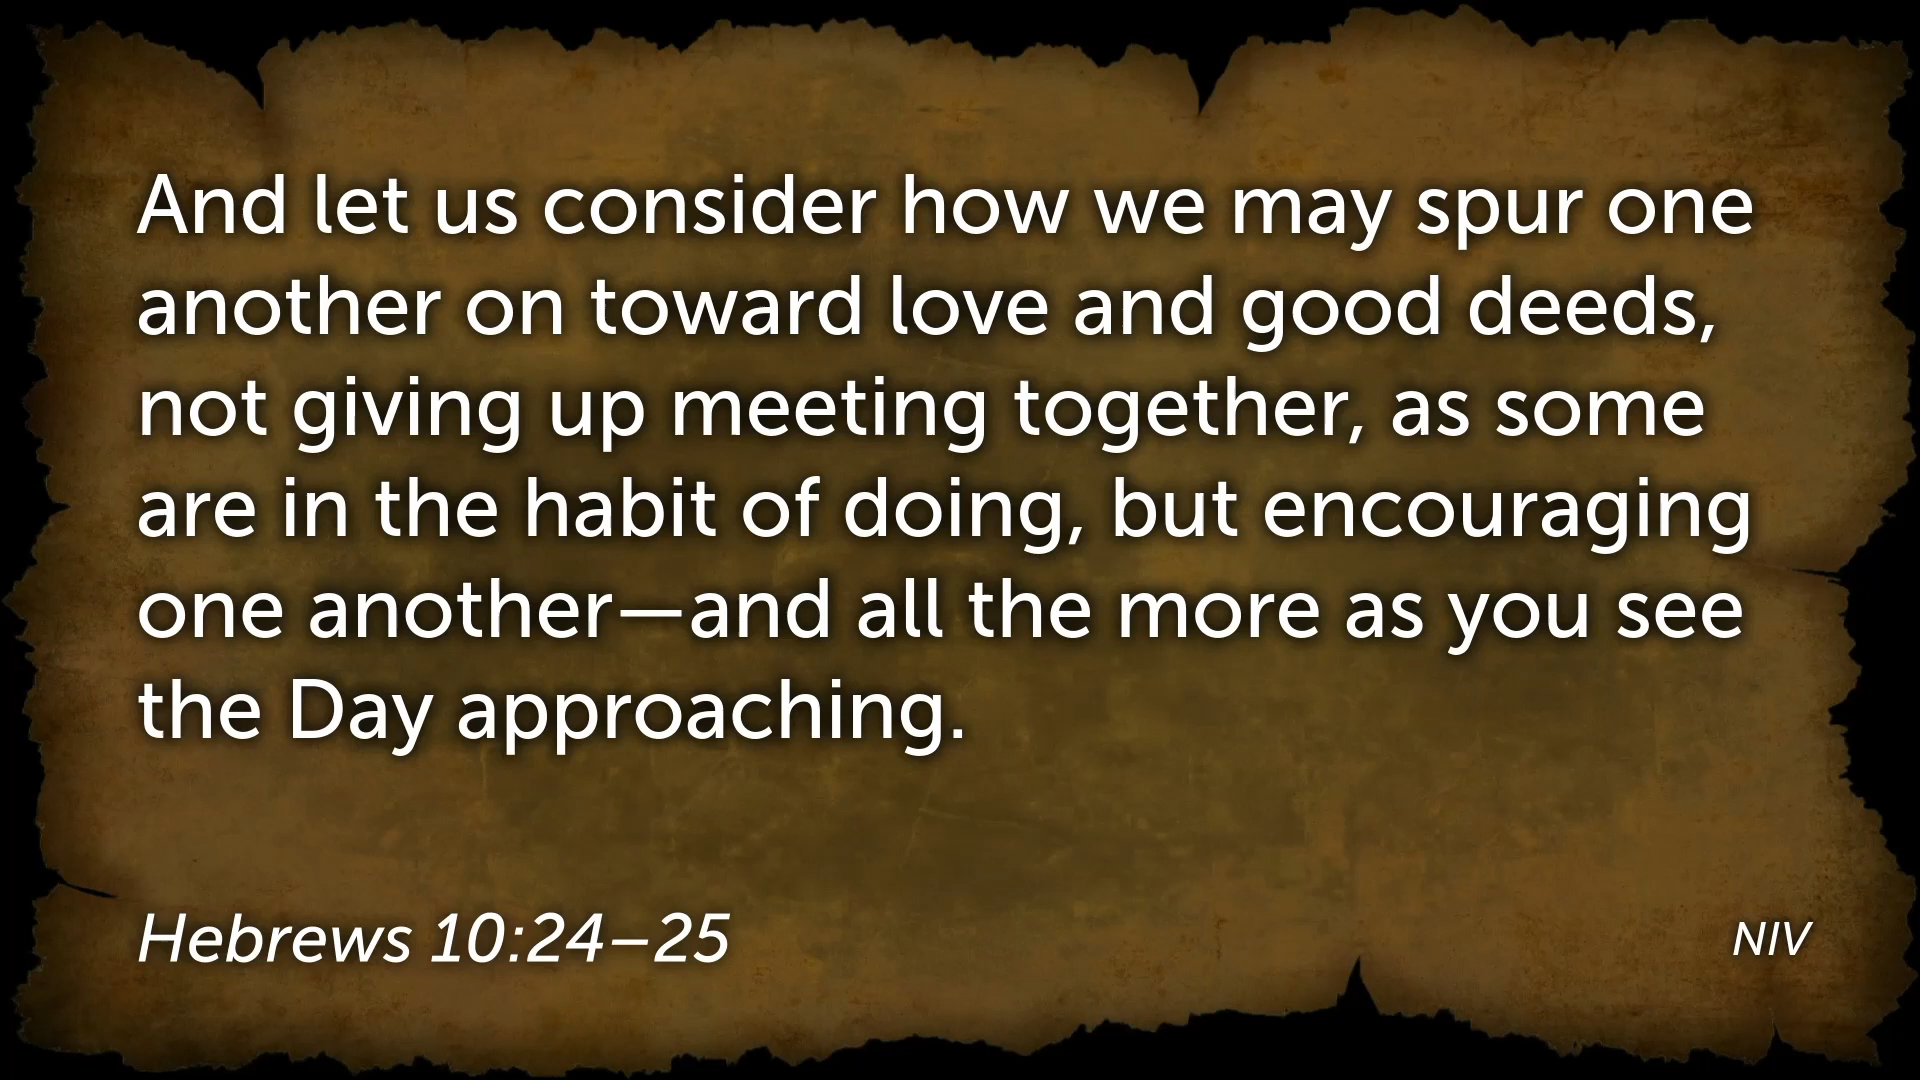 And let us consider how we may spur one
another on toward love and good deeds,
not giving up meeting together, as some
are in the habit of doing, but encouraging
one another—and all the more as you see
the Day approaching.
Hebrews 10:24–25
NIV